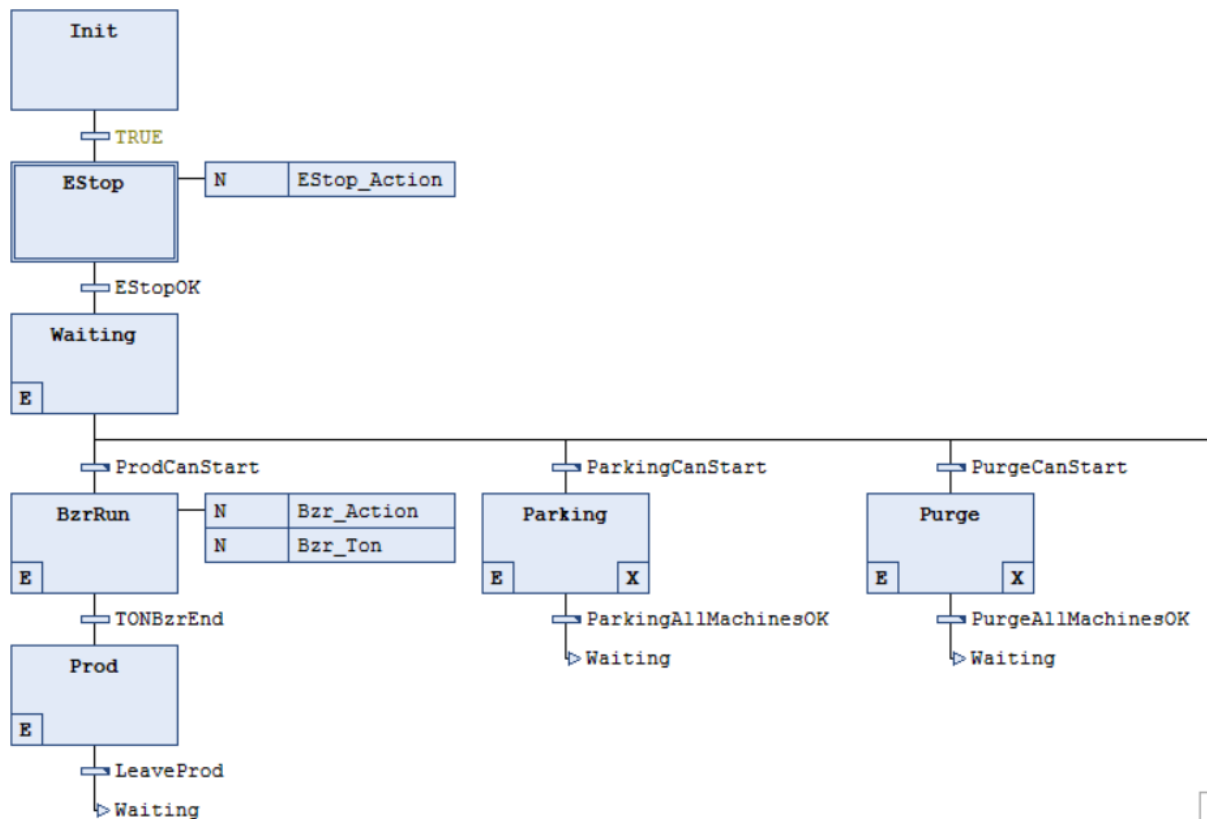 Init
TRUE
EStop
N EStop_Action
EStopOK
Waiting
E
ProdCanStart ParkingCanStart PurgeCanStart
BzrRun N Bzr_Action Parking Purge
N Bzr_Ton
E E X E X
TONBzrEnd ParkingAllMachinesOK PurgeAllMachinesOK
Waiting Waiting
Prod
E
LeaveProd
Waiting